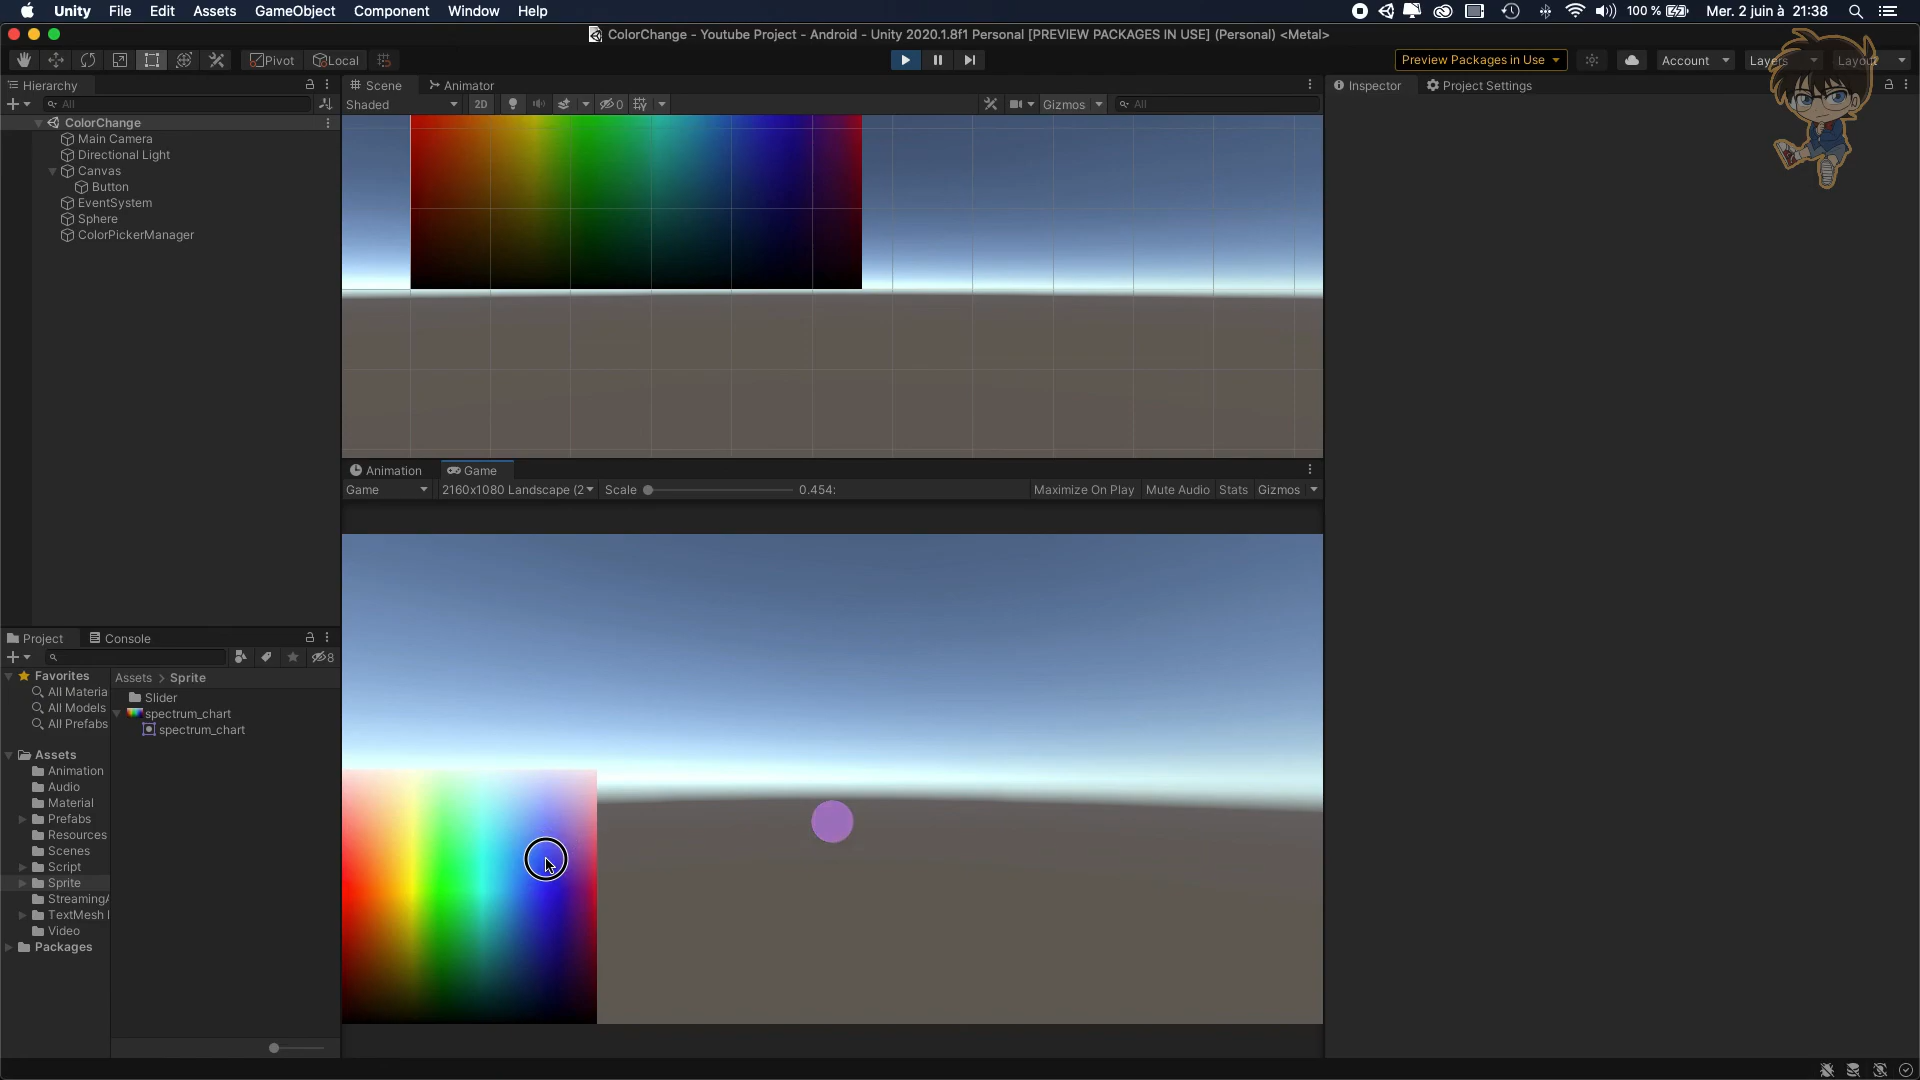 Unity File Edit Assets GameObject Component Window Help
100 % Mer. 2 juin à 21:38
ColorChange - Youtube Project - Android - Unity 2020.1.8f1 Personal [PREVIEW PACKAGES IN USE] (Personal) <Metal>
Pivot Local Preview Packages in Use Account Layers
Hierarchy Scene Animator Inspector Project Settings
All Shaded 2D 0 Gizmos All
ColorChange
Main Camera
Directional Light
Canvas
Button
EventSystem
Sphere
ColorPickerManager
Animation Game
Game 2160x1080 Landscape (2 Scale 0.454: Maximize On Play Mute Audio Stats Gizmos
Project Console
8
Favorites
All Materia
All Models
All Prefabs
Assets
Animation
Audio
Material
Prefabs
Resources
Scenes
Script
Sprite
StreamingA
TextMesh
Video
Packages
Assets > Sprite
Slider
spectrum_chart
spectrum_chart